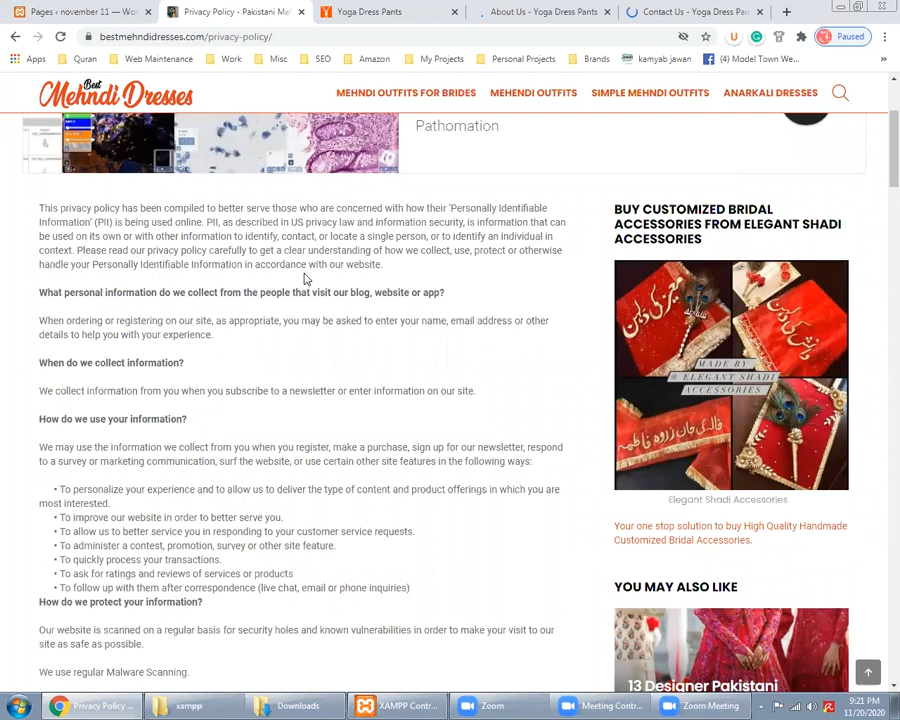 Pages ‹ november 11 — Wor
Privacy Policy - Pakistani Me
Yoga Dress Pants
About Us - Yoga Dress Pants
Contact Us - Yoga Dress Pan
bestmehndidresses.com/privacy-policy/
Paused
Apps
Quran
Web Maintenance
Work
Misc
SEO
Amazon
My Projects
Personal Projects
Brands
kamyab jawan
(4) Model Town We...
Best
Mehndi Dresses
MEHNDI OUTFITS FOR BRIDES
MEHENDI OUTFITS
SIMPLE MEHNDI OUTFITS
ANARKALI DRESSES
Pathomation
This privacy policy has been compiled to better serve those who are concerned with how their 'Personally Identifiable
Information' (PII) is being used online. PII, as described in US privacy law and information security, is information that can
be used on its own or with other information to identify, contact, or locate a single person, or to identify an individual in
context. Please read our privacy policy carefully to get a clear understanding of how we collect, use, protect or otherwise
handle your Personally Identifiable Information in accordance with our website.
What personal information do we collect from the people that visit our blog, website or app?
When ordering or registering on our site, as appropriate, you may be asked to enter your name, email address or other
details to help you with your experience.
When do we collect information?
We collect information from you when you subscribe to a newsletter or enter information on our site.
How do we use your information?
We may use the information we collect from you when you register, make a purchase, sign up for our newsletter, respond
to a survey or marketing communication, surf the website, or use certain other site features in the following ways:
• To personalize your experience and to allow us to deliver the type of content and product offerings in which you are
most interested.
• To improve our website in order to better serve you.
• To allow us to better service you in responding to your customer service requests.
• To administer a contest, promotion, survey or other site feature.
• To quickly process your transactions.
• To ask for ratings and reviews of services or products
• To follow up with them after correspondence (live chat, email or phone inquiries)
How do we protect your information?
Our website is scanned on a regular basis for security holes and known vulnerabilities in order to make your visit to our
site as safe as possible.
We use regular Malware Scanning.
BUY CUSTOMIZED BRIDAL
ACCESSORIES FROM ELEGANT SHADI
ACCESSORIES
MADE BY
@ ELEGANT SHADI
ACCESSORIES
Elegant Shadi Accessories
Your one stop solution to buy High Quality Handmade
Customized Bridal Accessories.
YOU MAY ALSO LIKE
13 Designer Pakistani
Privacy Policy ...
xampp
Downloads
XAMPP Contr...
Zoom
Meeting Contr...
Zoom Meeting
9:21 PM
11/20/2020